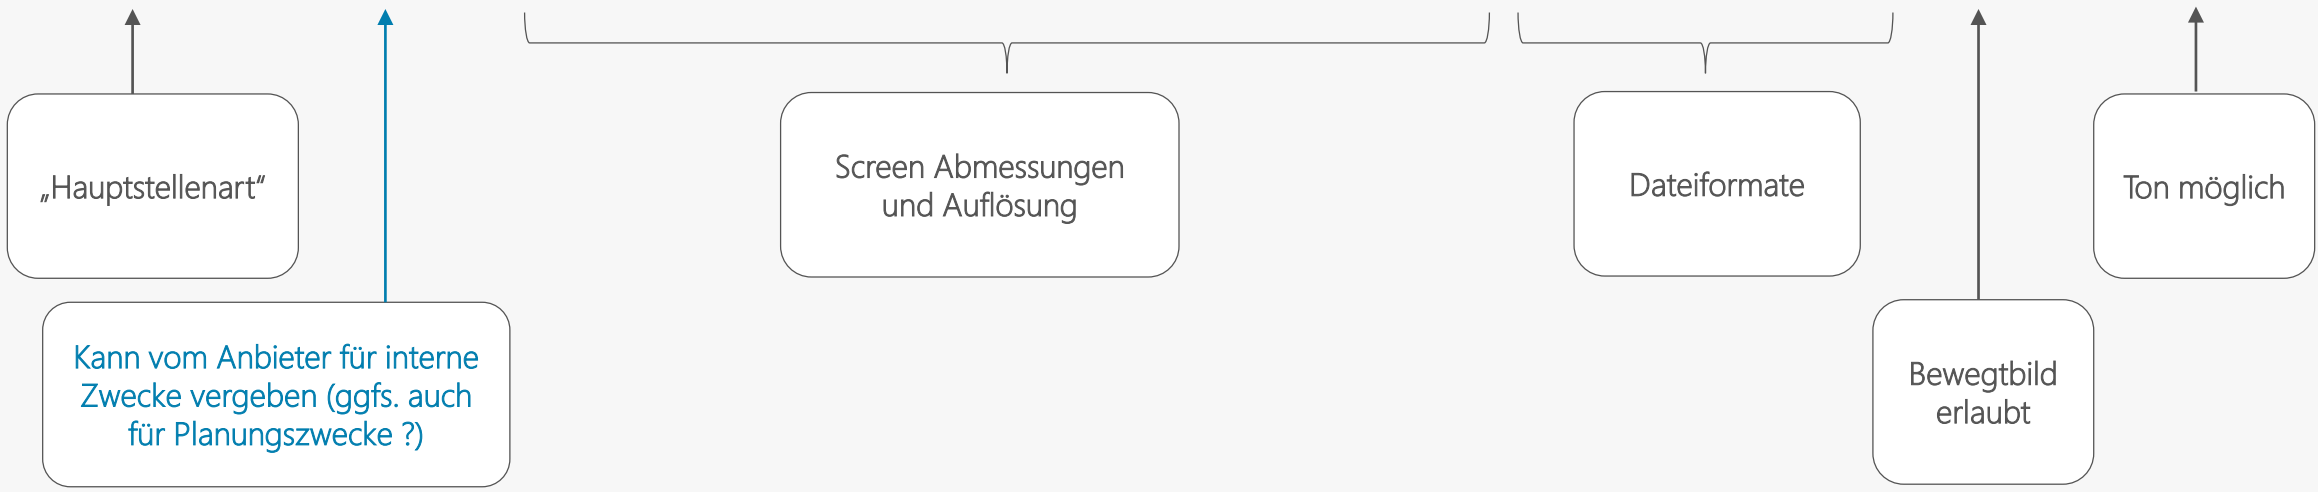 „Hauptstellenart“
Screen Abmessungen
und Auflösung
Dateiformate
Ton möglich
Kann vom Anbieter für interne
Zwecke vergeben (ggfs. auch
für Planungszwecke ?)
Bewegtbild
erlaubt